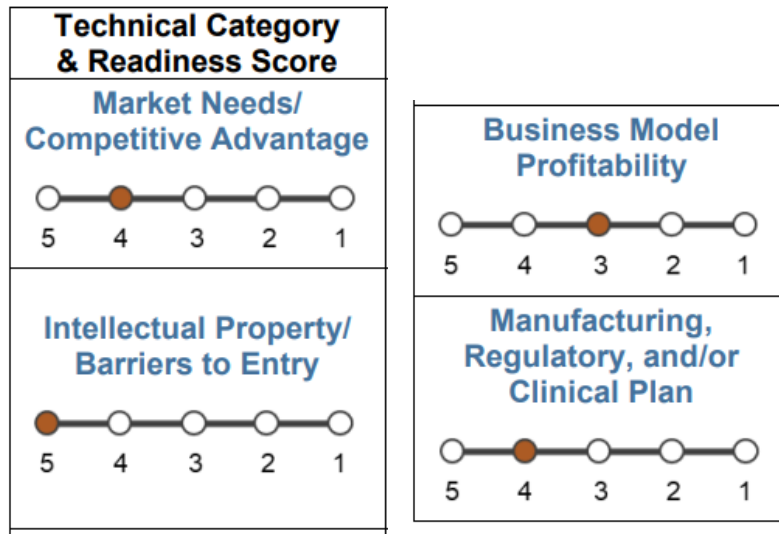 Technical Category
& Readiness Score
Market Needs/
Competitive Advantage
5 4 3 2 1
Intellectual Property/
Barriers to Entry
5 4 3 2 1
Business Model
Profitability
5 4 3 2 1
Manufacturing,
Regulatory, and/or
Clinical Plan
5 4 3 2 1